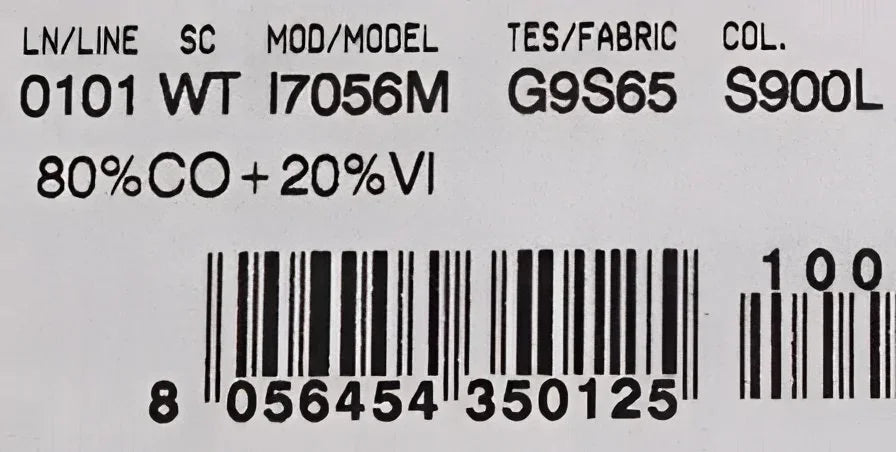 LN/LINE SC MOD/MODEL TES/FABRIC COL.
0101 WT I7056M G9S65 S900L
80%CO+20%VI
100
8 056454 350125